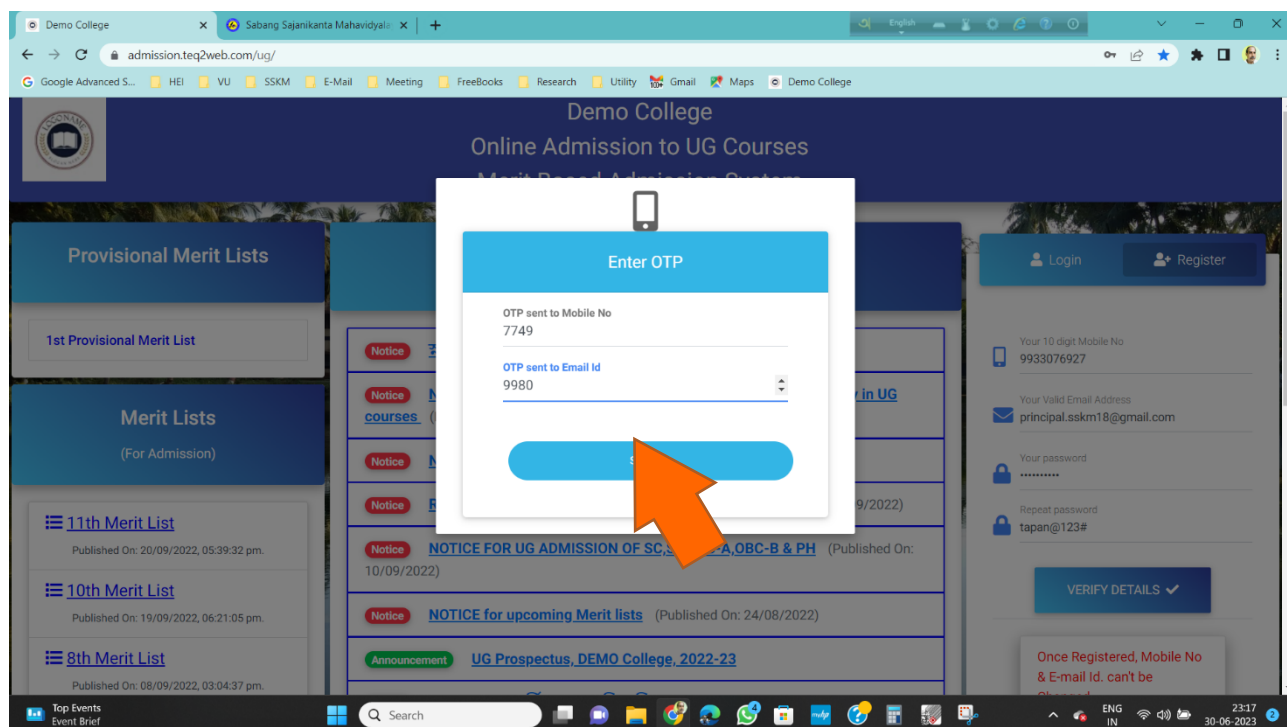 Demo College
Sabang Sajanikanta Mahavidyala
English
admission.teq2web.com/ug/
Google Advanced S...
HEI
VU
SSKM
E-Mail
Meeting
FreeBooks
Research
Utility
Gmail
Maps
Demo College
Demo College
Online Admission to UG Courses
Merit Based Admission System
Provisional Merit Lists
1st Provisional Merit List
Merit Lists
(For Admission)
11th Merit List
Published On: 20/09/2022, 05:39:32 pm.
10th Merit List
Published On: 19/09/2022, 06:21:05 pm.
8th Merit List
Published On: 08/09/2022, 03:04:37 pm.
Enter OTP
OTP sent to Mobile No
7749
OTP sent to Email Id
9980
Notice
Notice
in UG
courses
Notice
Notice
9/2022)
Notice NOTICE FOR UG ADMISSION OF SC,S -A,OBC-B & PH (Published On:
10/09/2022)
Notice NOTICE for upcoming Merit lists (Published On: 24/08/2022)
Announcement UG Prospectus, DEMO College, 2022-23
Login
Register
Your 10 digit Mobile No
9933076927
Your Valid Email Address
principal.sskm18@gmail.com
Your password
••••••••••
Repeat password
tapan@123#
VERIFY DETAILS
Once Registered, Mobile No
& E-mail Id. can't be
Top Events
Event Brief
Search
ENG
IN
23:17
30-06-2023
2